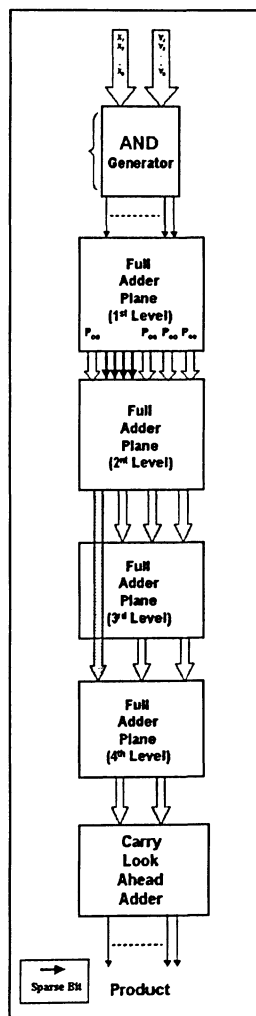 AND
Generator
Full
Adder
Plane
(1st Level)
Full
Adder
Plane
(2nd Level)
Full
Adder
Plane
(3rd Level)
Full
Adder
Plane
(4th Level)
Carry
Look
Ahead
Adder
Sparse Bit
Product